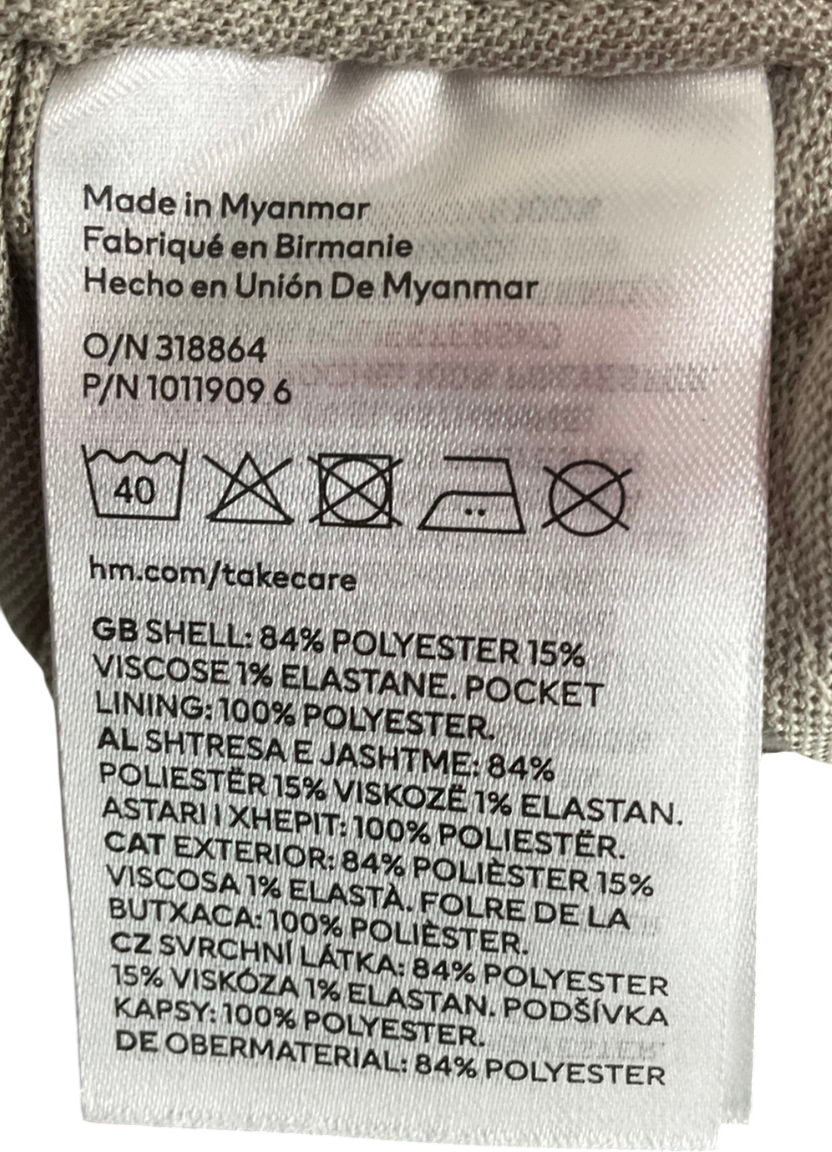 Made in Myanmar
Fabriqué en Birmanie
Hecho en Unión De Myanmar
O/N 318864
P/N 1011909 6
40
hm.com/takecare
GB SHELL: 84% POLYESTER 15%
VISCOSE 1% ELASTANE. POCKET
LINING: 100% POLYESTER.
AL SHTRESA E JASHTME: 84%
POLIESTËR 15% VISKOZË 1% ELASTAN.
ASTARI I XHEPIT: 100% POLIESTËR.
CAT EXTERIOR: 84% POLIÈSTER 15%
VISCOSA 1% ELASTÀ. FOLRE DE LA
BUTXACA: 100% POLIÈSTER.
CZ SVRCHNÍ LÁTKA: 84% POLYESTER
15% VISKÓZA 1% ELASTAN. PODŠÍVKA
KAPSY: 100% POLYESTER.
DE OBERMATERIAL: 84% POLYESTER